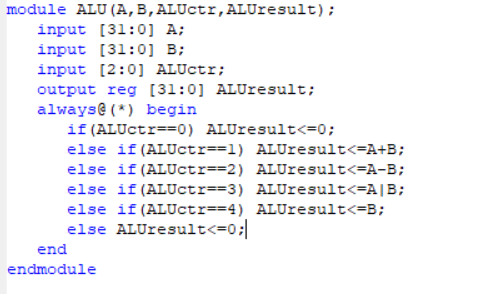 module ALU(A,B,ALUctr,ALUresult);
input [31:0] A;
input [31:0] B;
input [2:0] ALUctr;
output reg [31:0] ALUresult;
always@(*) begin
if(ALUctr==0) ALUresult<=0;
else if(ALUctr==1) ALUresult<=A+B;
else if(ALUctr==2) ALUresult<=A-B;
else if(ALUctr==3) ALUresult<=A|B;
else if(ALUctr==4) ALUresult<=B;
else ALUresult<=0;
end
endmodule